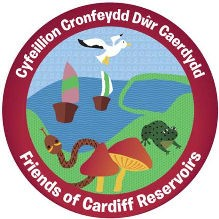 Cyfeillion Cronfeydd Dŵr Caerdydd
Friends of Cardiff Reservoirs